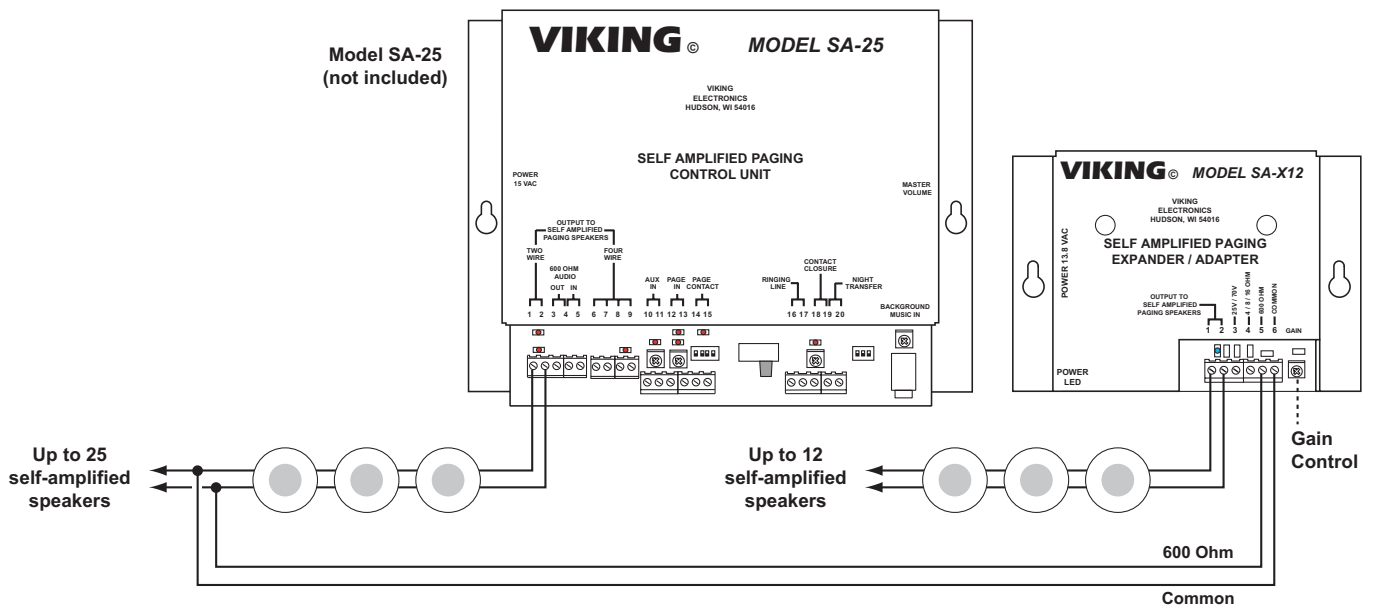 Model SA-25
(not included)
VIKING © MODEL SA-25
VIKING
ELECTRONICS
HUDSON, WI 54016
SELF AMPLIFIED PAGING
CONTROL UNIT
POWER
15 VAC
MASTER
VOLUME
OUTPUT TO
SELF AMPLIFIED
PAGING SPEAKERS
TWO
WIRE
FOUR
WIRE
600 OHM
AUDIO
OUT IN
AUX
IN
PAGE
IN
PAGE
CONTACT
RINGING
LINE
CONTACT
CLOSURE
NIGHT
TRANSFER
BACKGROUND
MUSIC IN
1 2 3 4 5 6 7 8 9 10 11 12 13 14 15 16 17 18 19 20
VIKING © MODEL SA-X12
VIKING
ELECTRONICS
HUDSON, WI 54016
SELF AMPLIFIED PAGING
EXPANDER / ADAPTER
POWER 13.8 VAC
OUTPUT TO
SELF AMPLIFIED
PAGING SPEAKERS
25V / 70V
4 / 8 / 16 OHM
600 OHM
COMMON
1 2 3 4 5 6 GAIN
POWER
LED
Gain
Control
Up to 25
self-amplified
speakers
Up to 12
self-amplified
speakers
600 Ohm
Common